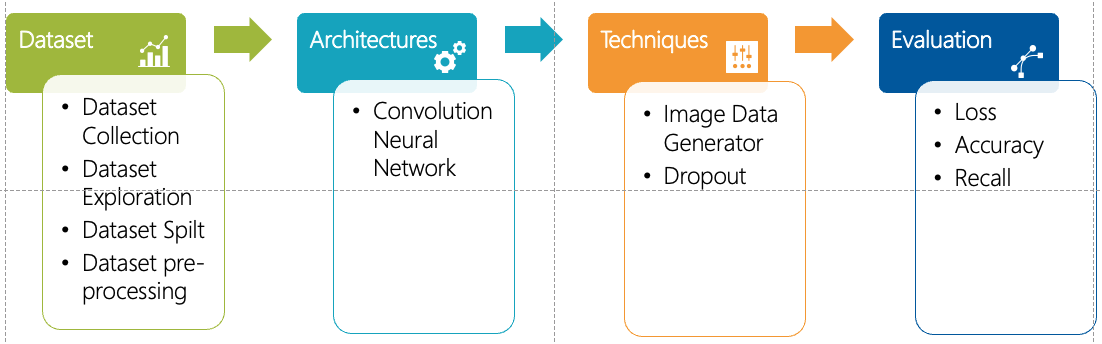 Dataset
• Dataset
Collection
• Dataset
Exploration
• Dataset Spilt
• Dataset pre-
processing
Architectures
• Convolution
Neural
Network
Techniques
• Image Data
Generator
• Dropout
Evaluation
• Loss
• Accuracy
• Recall